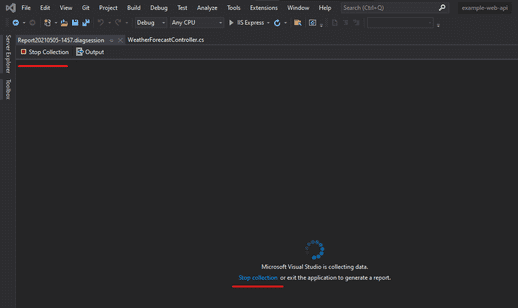 File Edit View Git Project Build Debug Test Analyze Tools Extensions Window Help Search (Ctrl+Q) example-web-api
Debug Any CPU IIS Express
Server Explorer
Toolbox
Report20210505-1457.diagsession WeatherForecastController.cs
Stop Collection Output
Microsoft Visual Studio is collecting data.
Stop collection or exit the application to generate a report.